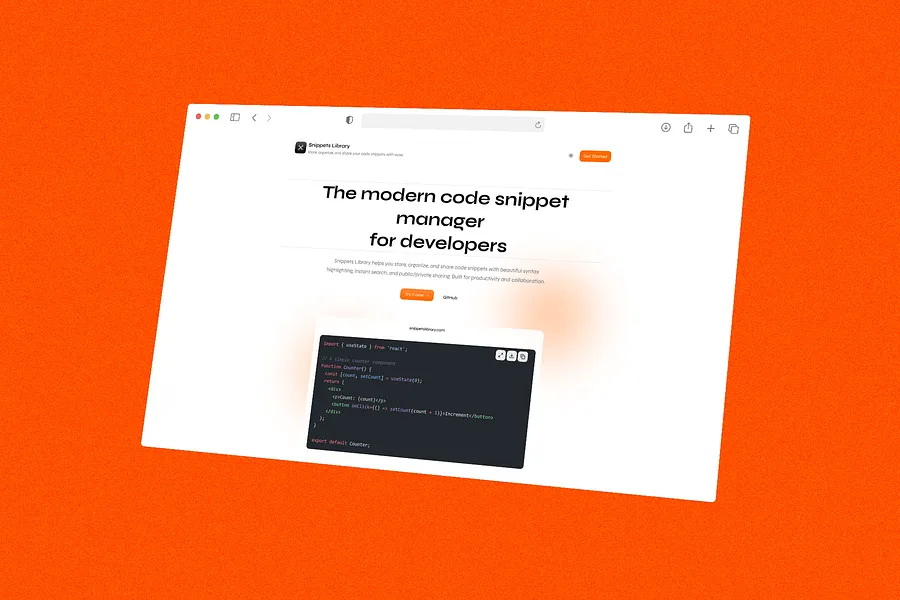 Snippets Library
Store, organize and share your code snippets with ease.
Get Started
The modern code snippet
manager
for developers
Snippets Library helps you store, organize, and share code snippets with beautiful syntax
highlighting, instant search, and public/private sharing. Built for productivity and collaboration.
Try it now →
GitHub
snippetslibrary.com
import { useState } from 'react';
// A simple counter component
function Counter() {
const [count, setCount] = useState(0);
return (
<div>
<p>Count: {count}</p>
<button onClick={() => setCount(count + 1)}>Increment</button>
</div>
);
}
export default Counter;